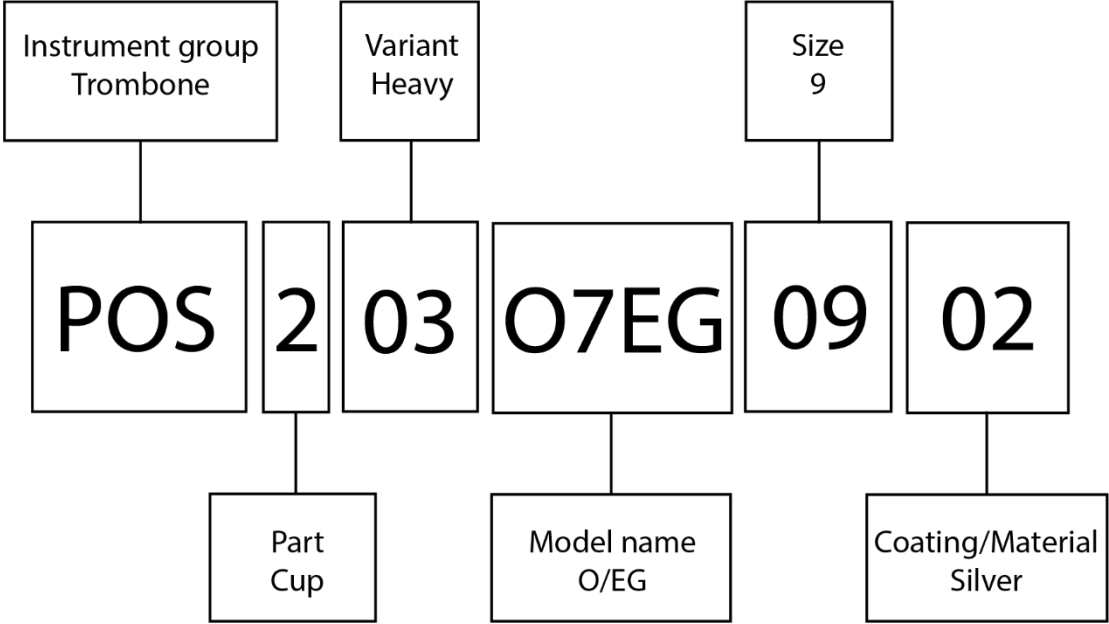 Instrument group
Trombone
Variant
Heavy
Size
9
POS 2 03 O7EG 09 02
Part
Cup
Model name
O/EG
Coating/Material
Silver